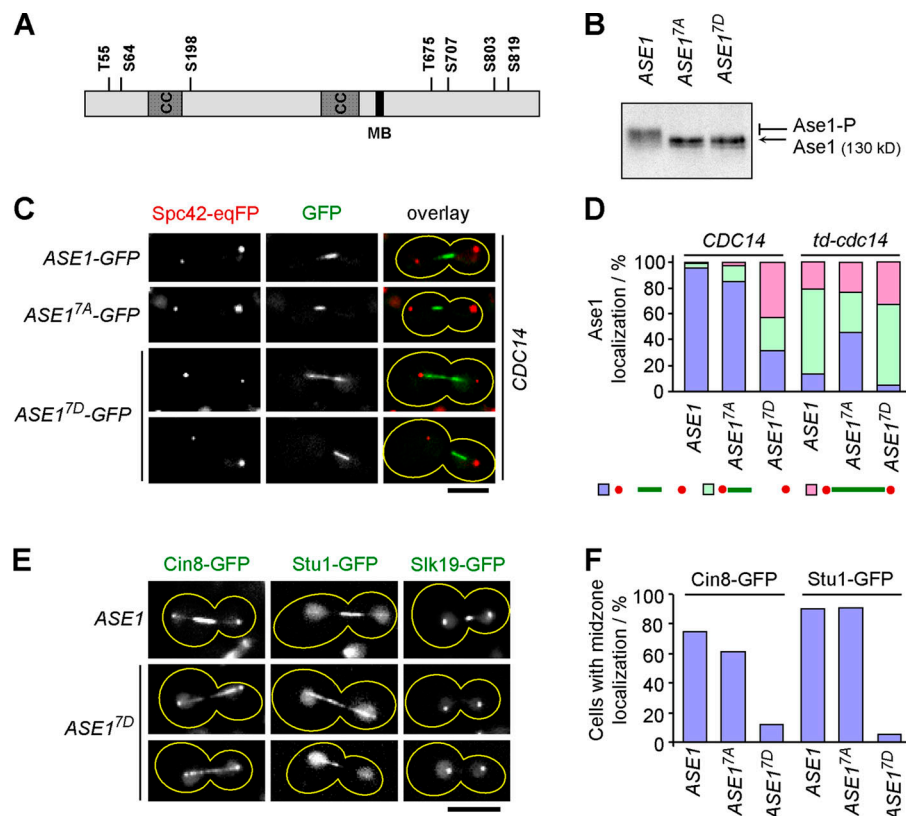 A
T55
S64
S198
T675
S707
S803
S819
CC
CC
MB
B
ASE1
ASE1^7A
ASE1^7D
Ase1-P
Ase1 (130 kD)
C
Spc42-eqFP
GFP
overlay
ASE1-GFP
ASE1^7A-GFP
ASE1^7D-GFP
CDC14
D
CDC14
td-cdc14
Ase1
localization / %
100
80
60
40
20
0
ASE1
ASE1^7A
ASE1^7D
ASE1
ASE1^7A
ASE1^7D
E
Cin8-GFP
Stu1-GFP
Slk19-GFP
ASE1
ASE1^7D
F
Cin8-GFP
Stu1-GFP
Cells with midzone
localization / %
100
80
60
40
20
0
ASE1
ASE1^7A
ASE1^7D
ASE1
ASE1^7A
ASE1^7D